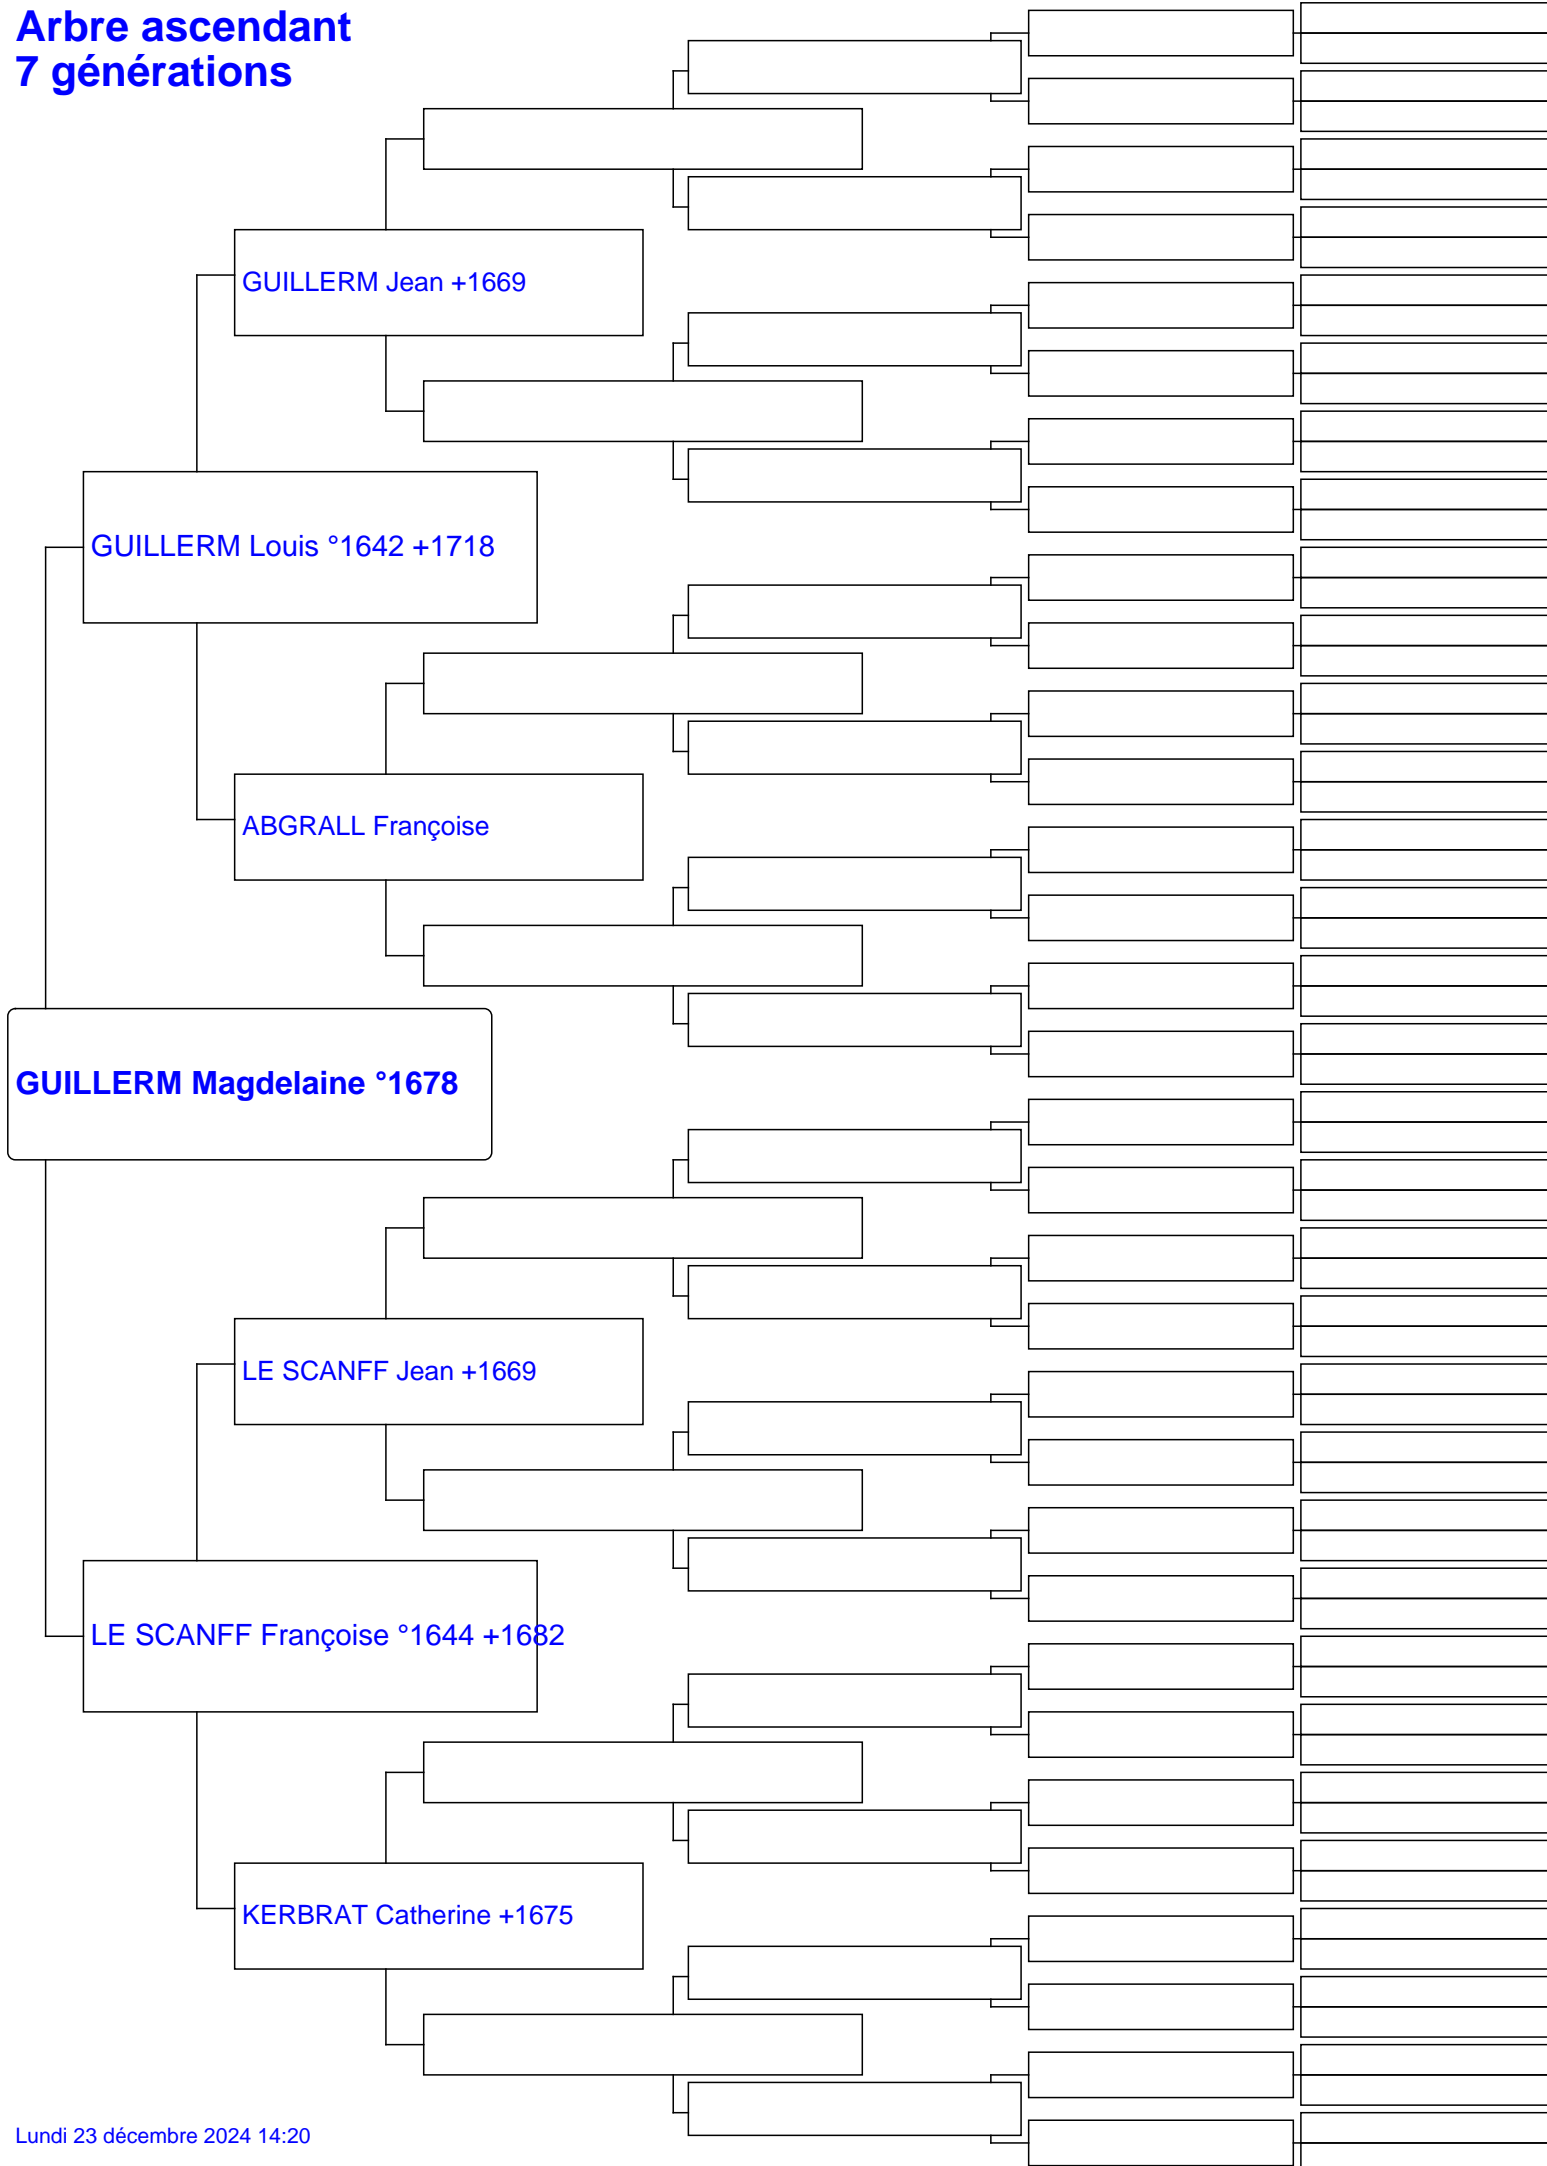 Arbre ascendant
7 générations
GUILLERM Jean +1669
GUILLERM Louis °1642 +1718
ABGRALL Françoise
GUILLERM Magdelaine °1678
LE SCANFF Jean +1669
LE SCANFF Françoise °1644 +1682
KERBRAT Catherine +1675
Lundi 23 décembre 2024 14:20